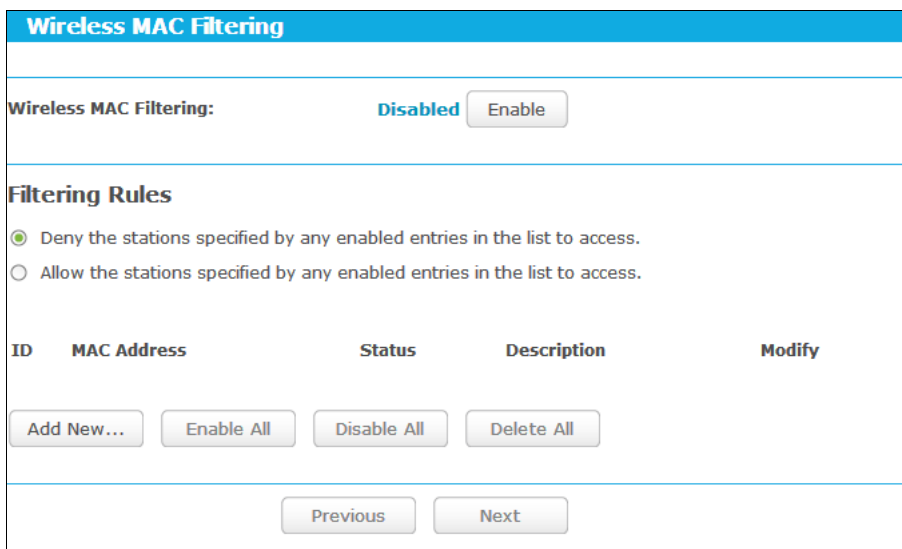 Wireless MAC Filtering
Wireless MAC Filtering: Disabled Enable
Filtering Rules
Deny the stations specified by any enabled entries in the list to access.
Allow the stations specified by any enabled entries in the list to access.
ID MAC Address Status Description Modify
Add New... Enable All Disable All Delete All
Previous Next